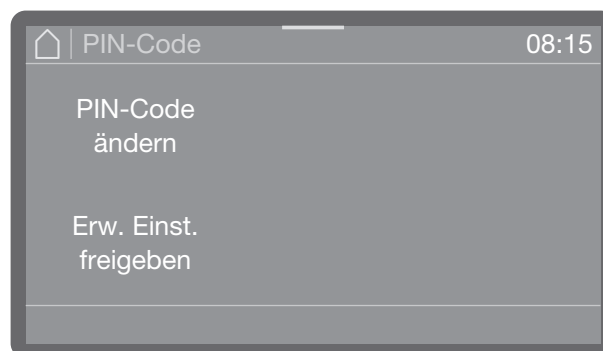 PIN-Code 08:15
PIN-Code
ändern
Erw. Einst.
freigeben